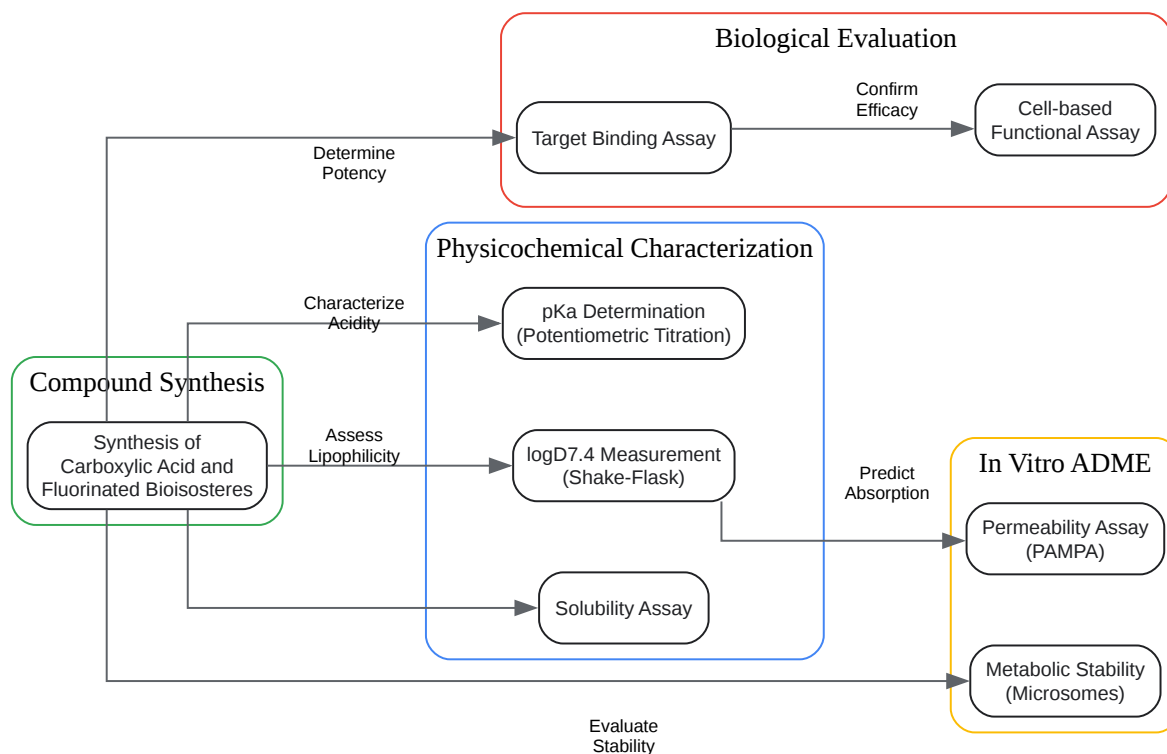 Biological Evaluation
Confirm
Efficacy
Cell-based
Functional Assay
Target Binding Assay
Determine
Potency
Physicochemical Characterization
Characterize
Acidity
pKa Determination
(Potentiometric Titration)
Compound Synthesis
Synthesis of
Carboxylic Acid and
Fluorinated Bioisosteres
Assess
Lipophilicity
logD7.4 Measurement
(Shake-Flask)
Predict
Absorption
In Vitro ADME
Permeability Assay
(PAMPA)
Solubility Assay
Metabolic Stability
(Microsomes)
Evaluate
Stability